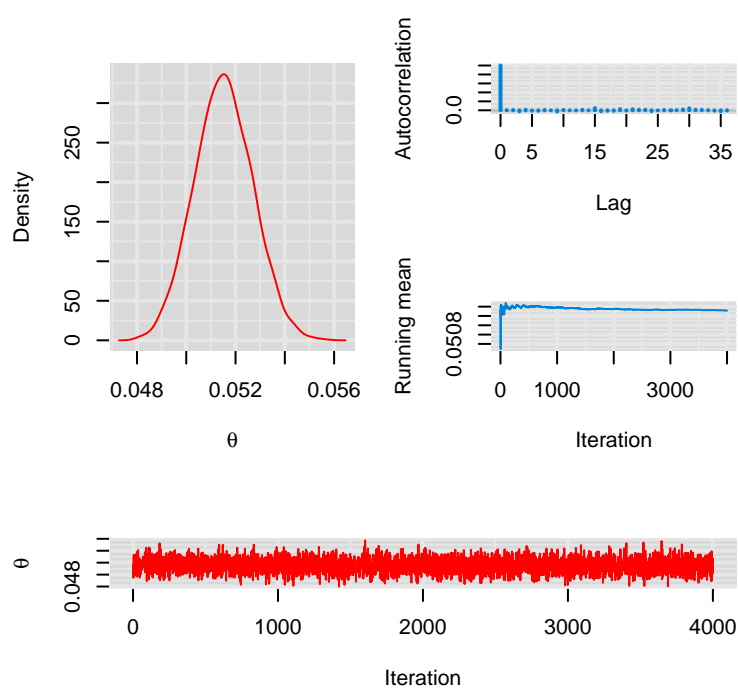 Density
0 50 150 250
0.048 0.052 0.056
θ
Autocorrelation
0.0
0 5 15 25 35
Lag
Running mean
0.0508
0 1000 3000
Iteration
θ
0.048
0 1000 2000 3000 4000
Iteration